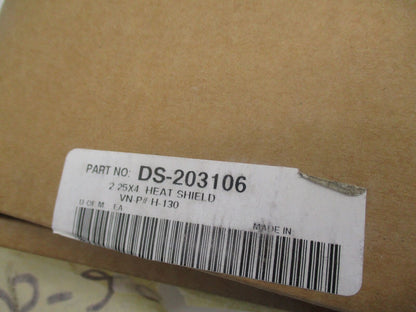 PART NO: DS-203106
2.25X4 HEAT SHIELD
VN-P# H-130
U OF M EA
MADE IN